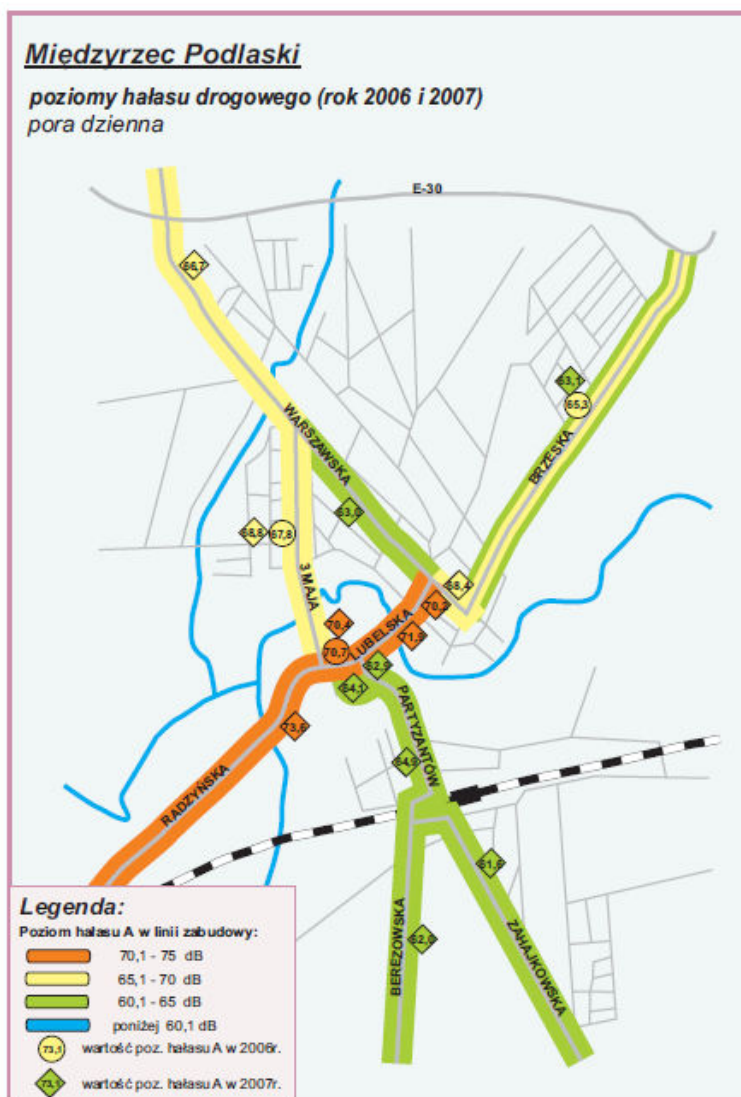 Międzyrzec Podlaski
poziomy hałasu drogowego (rok 2006 i 2007)
pora dzienna
E-30
66,7
63,1
65,3
WARSZAWSKA
BRZESKA
63,0
68,8
67,8
3 MAJA
68,4
70,2
70,4
71,9
LUBELSKA
70,7
62,9
64,1
PARTYZANTÓW
73,6
64,9
RADZYŃSKA
61,6
62,0
BEREZOWSKA
ZAHAJKOWSKA
Legenda:
Poziom hałasu A w linii zabudowy:
70,1 - 75 dB
65,1 - 70 dB
60,1 - 65 dB
poniżej 60,1 dB
73,1 wartość poz. hałasu A w 2006r.
73,1 wartość poz. hałasu A w 2007r.